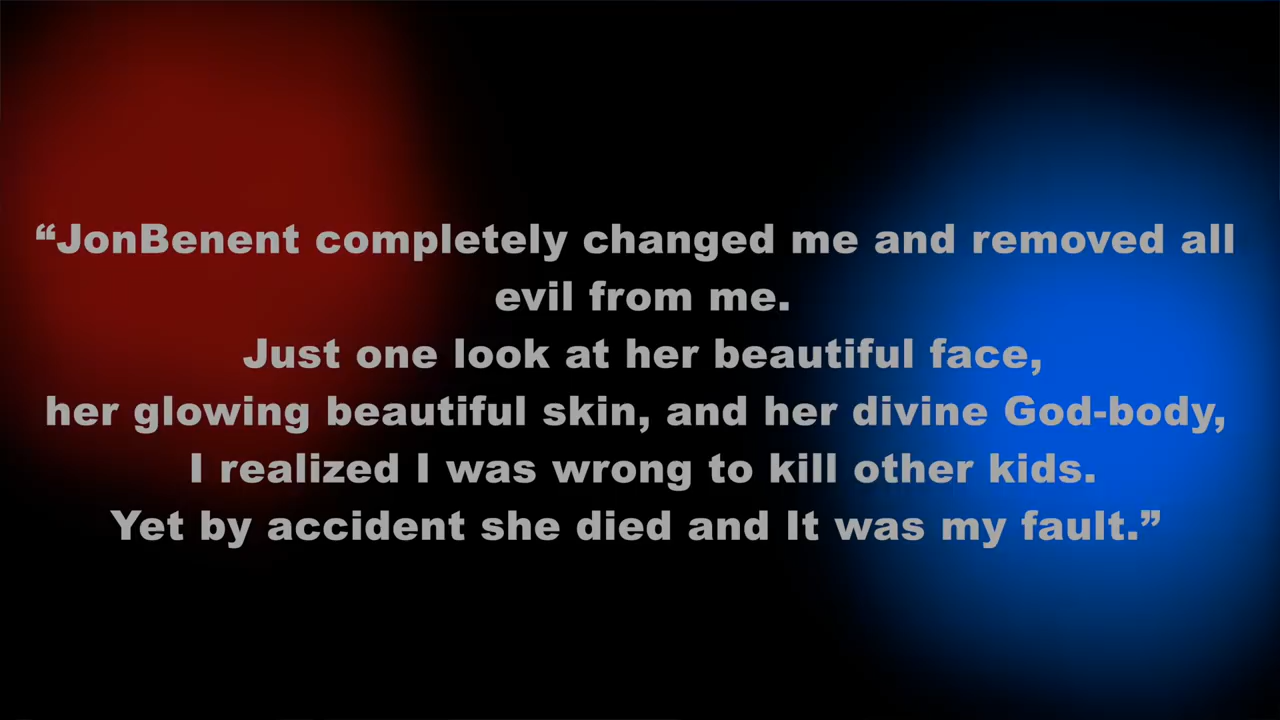 “JonBenent completely changed me and removed all
evil from me.
Just one look at her beautiful face,
her glowing beautiful skin, and her divine God-body,
I realized I was wrong to kill other kids.
Yet by accident she died and It was my fault.”